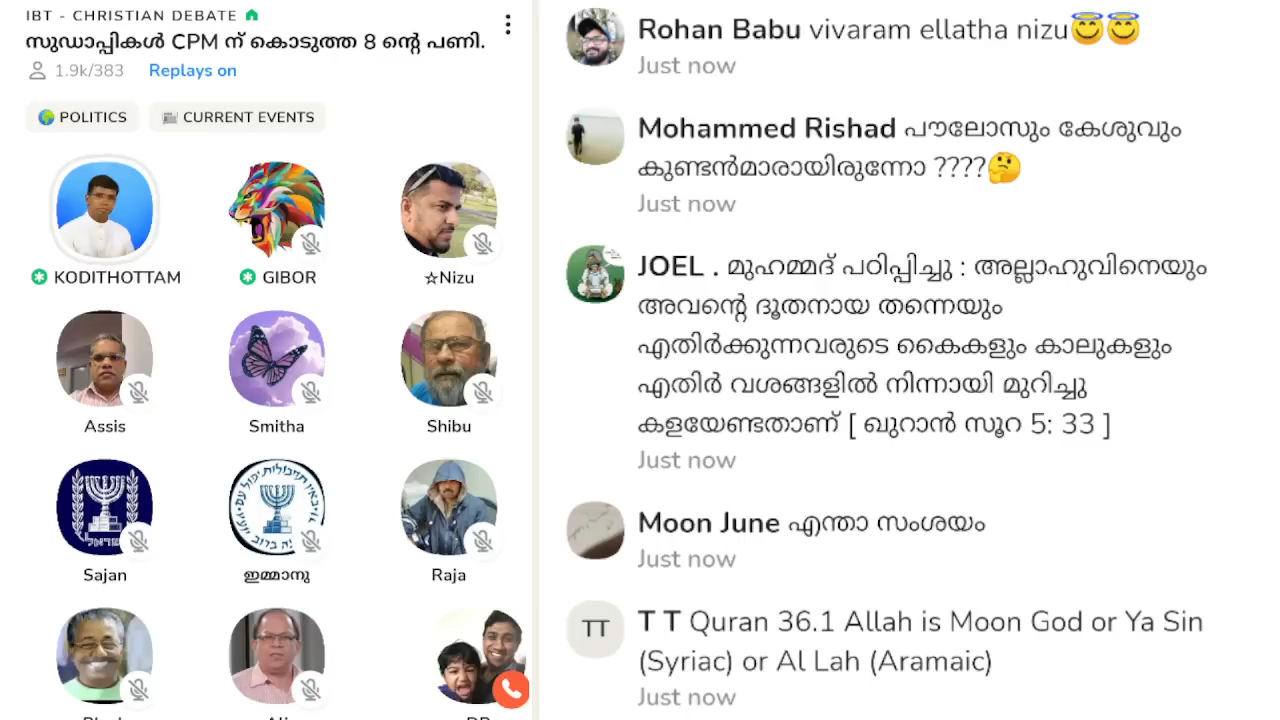 IBT - CHRISTIAN DEBATE
സുഡാപ്പികൾ CPM ന് കൊടുത്ത 8 ന്റെ പണി.
1.9k/383 Replays on
POLITICS CURRENT EVENTS
KODITHOTTAM GIBOR ☆Nizu
Assis Smitha Shibu
Sajan ഇമ്മാനു Raja
Rohan Babu vivaram ellatha nizu😇😇
Just now
Mohammed Rishad പൗലോസും കേശുവും
കുണ്ടൻമാരായിരുന്നോ ????🤔
Just now
JOEL . മുഹമ്മദ് പഠിപ്പിച്ചു : അല്ലാഹുവിനെയും
അവന്റെ ദൂതനായ തന്നെയും
എതിർക്കുന്നവരുടെ കൈകളും കാലുകളും
എതിർ വശങ്ങളിൽ നിന്നായി മുറിച്ചു
കളയേണ്ടതാണ് [ ഖുറാൻ സൂറ 5: 33 ]
Just now
Moon June എന്താ സംശയം
Just now
TT
T T Quran 36.1 Allah is Moon God or Ya Sin
(Syriac) or Al Lah (Aramaic)
Just now